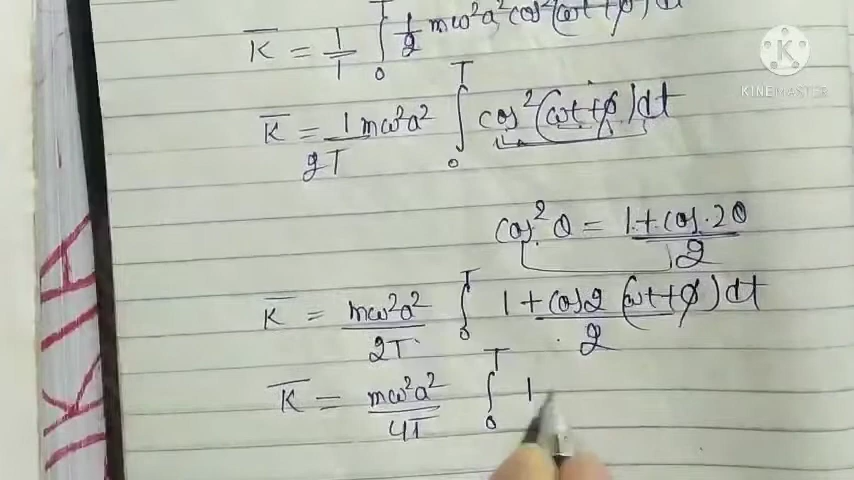 K̅ = 1/T ∫₀ᵀ 1/2 mω²a² cos²(ωt+φ) dt
KINEMASTER
K̅ = 1/2T mω²a² ∫₀ᵀ cos²(ωt+φ)dt
cos²θ = 1+cos.2θ/2
K̅ = mω²a²/2T ∫₀ᵀ 1+cos2(ωt+φ)/2 dt
K̅ = mω²a²/4T ∫₀ᵀ 1